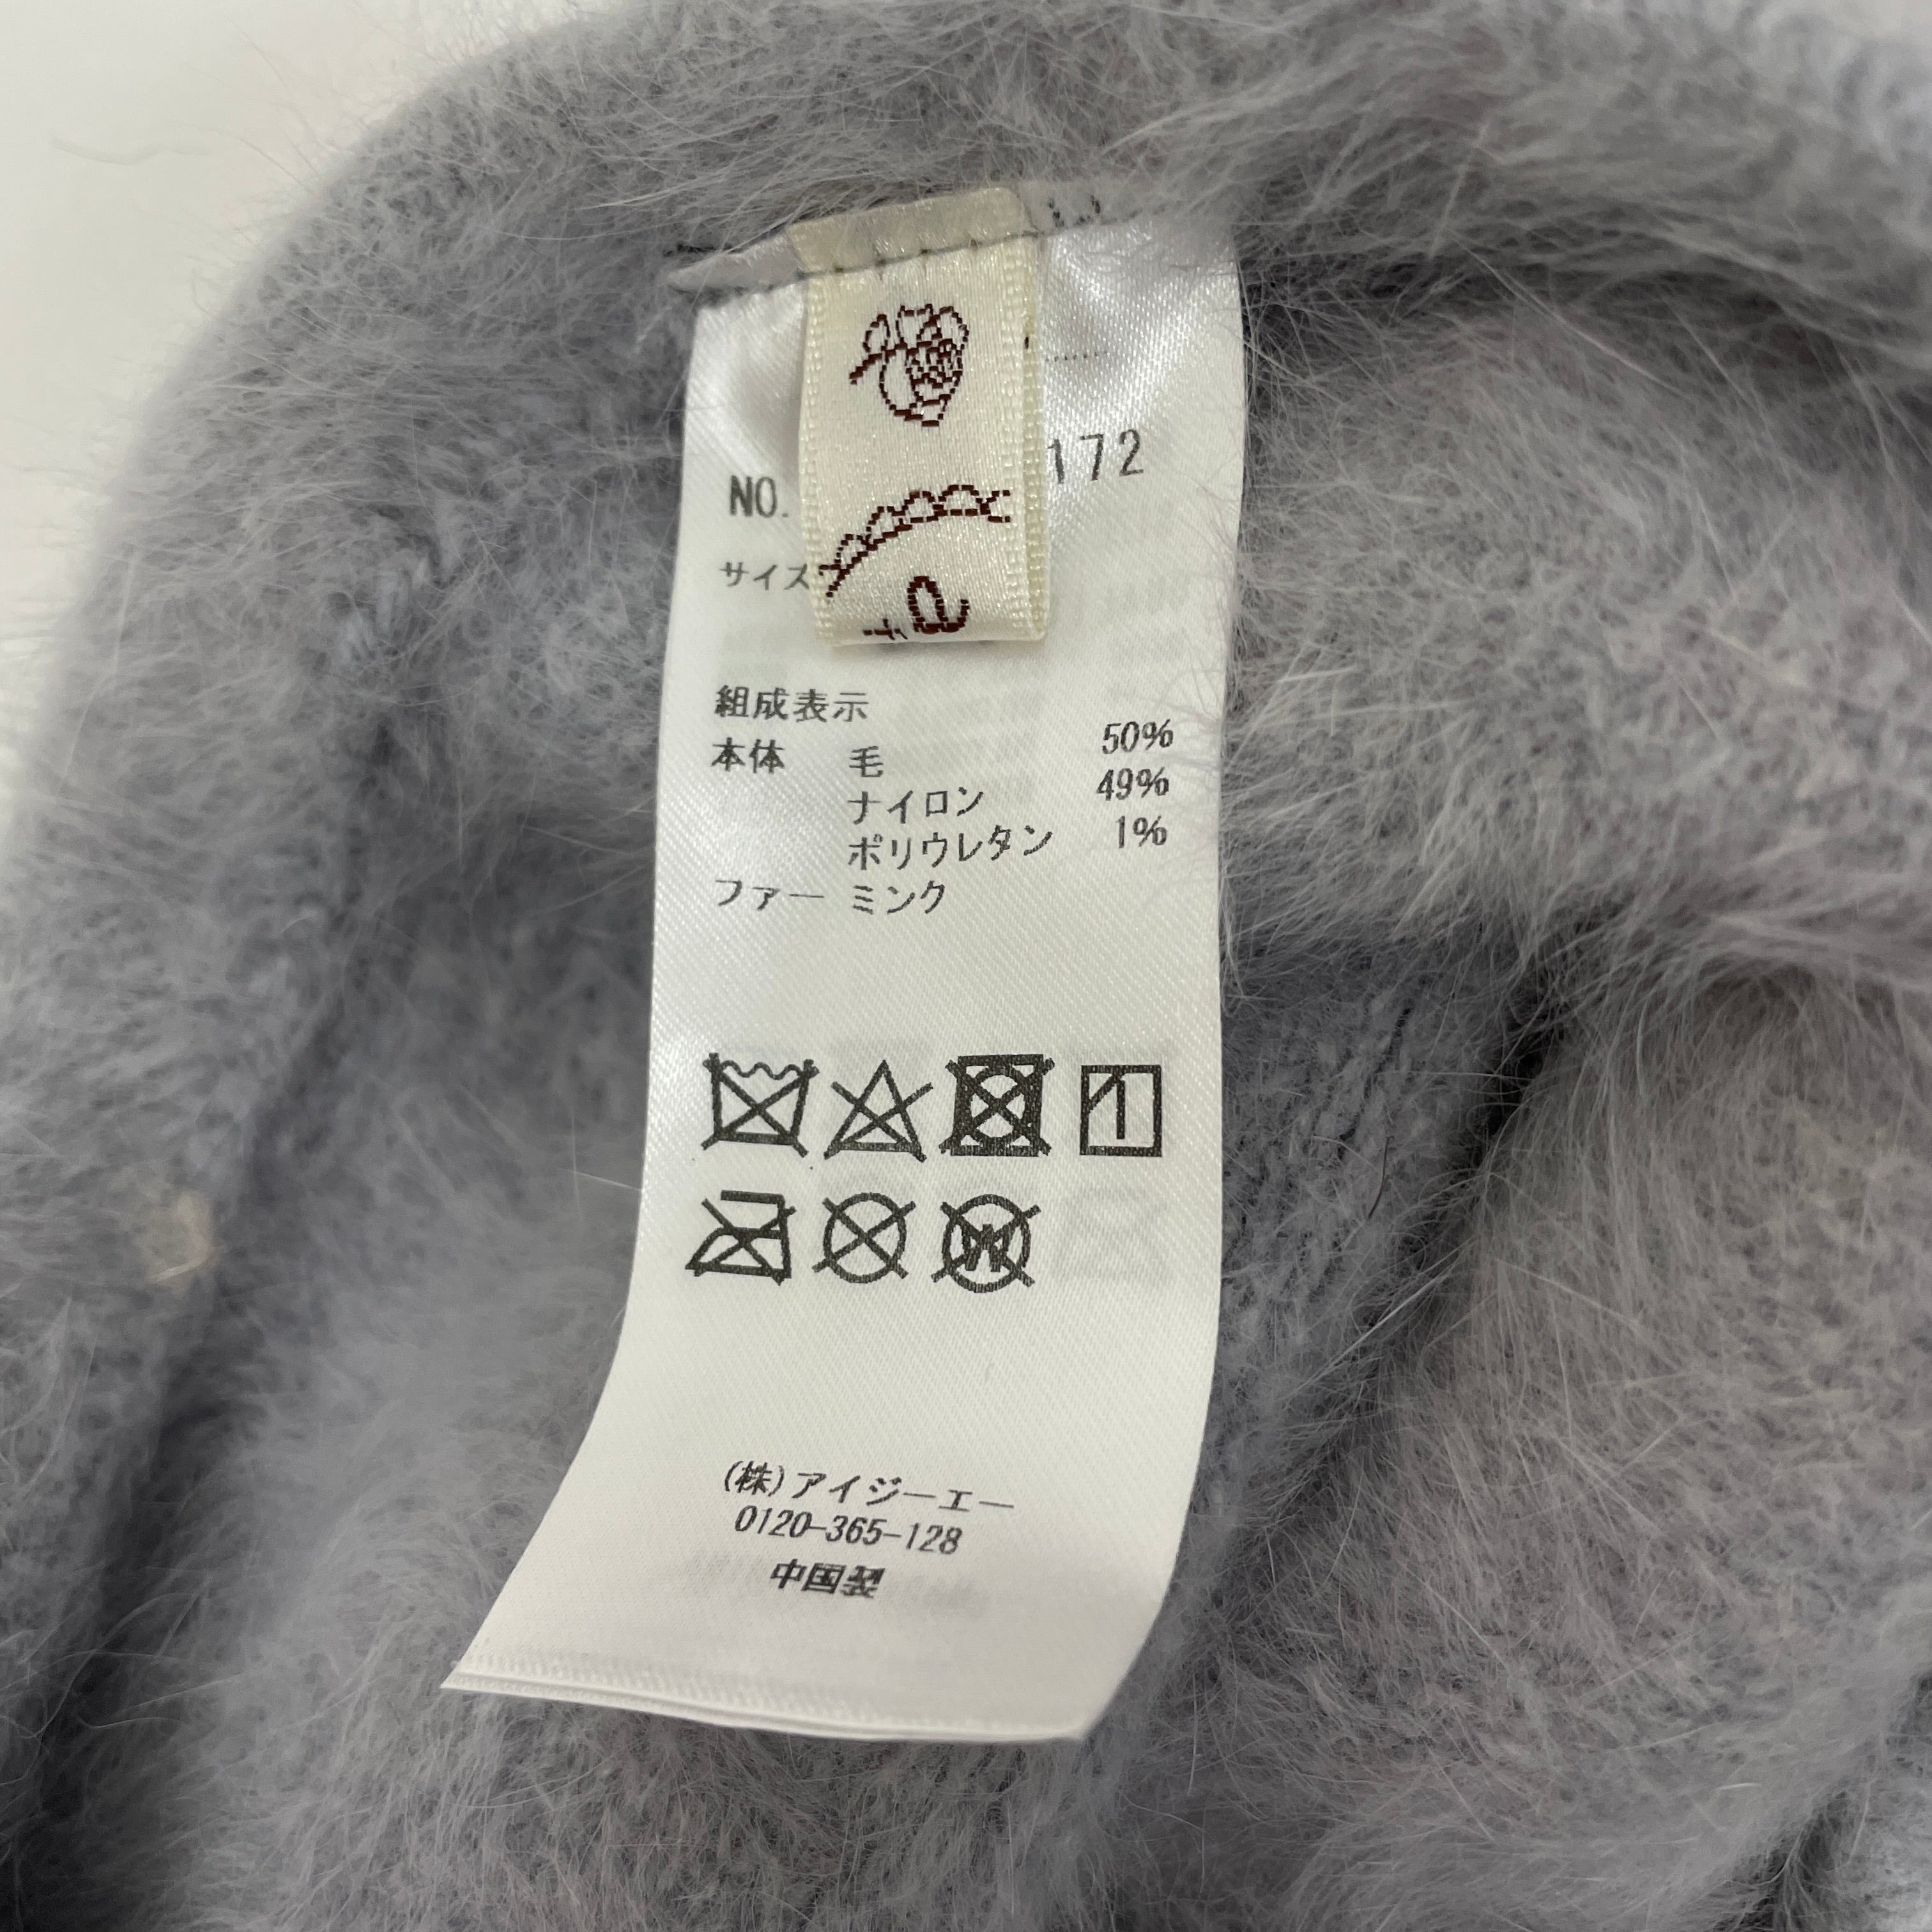 NO. 172
サイズ
組成表示
本体 毛 50%
ナイロン 49%
ポリウレタン 1%
ファー ミンク
(株)アイジーエー
0120-365-128
中国製